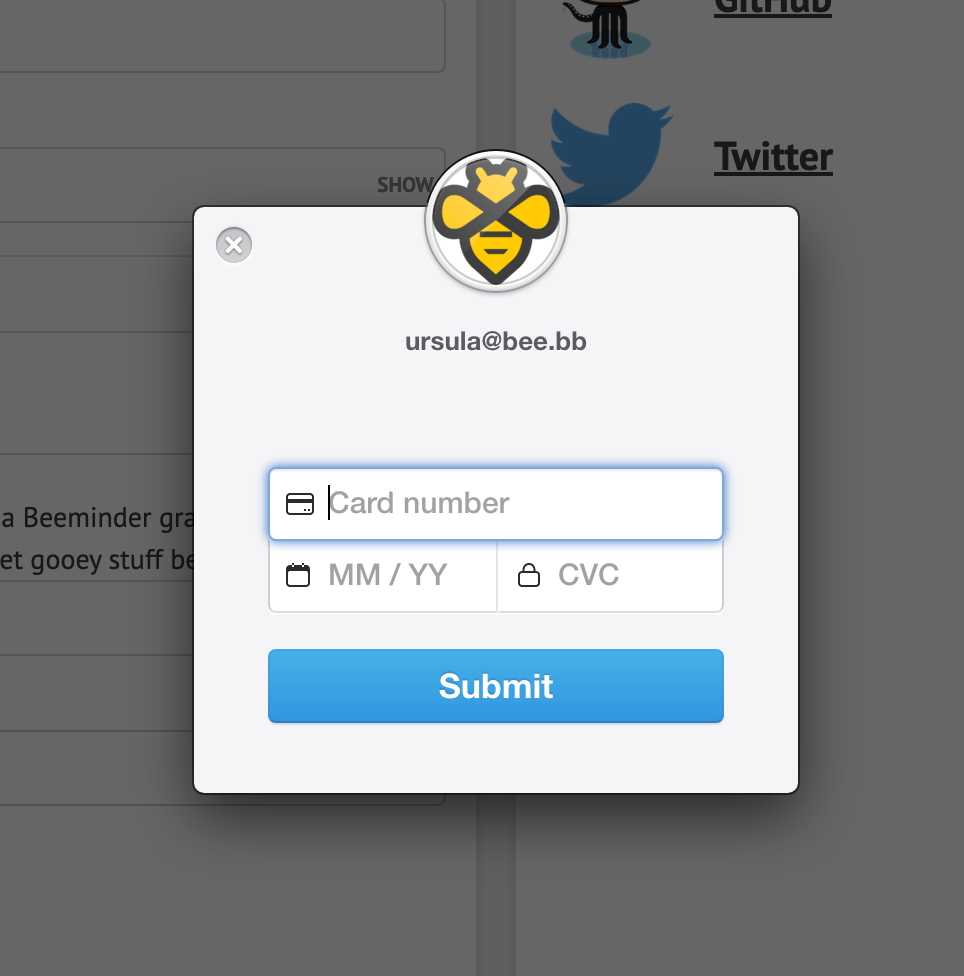 GitHub
Twitter
SHOW
ursula@bee.bb
Card number
a Beeminder gra
et gooey stuff be
MM / YY
CVC
Submit